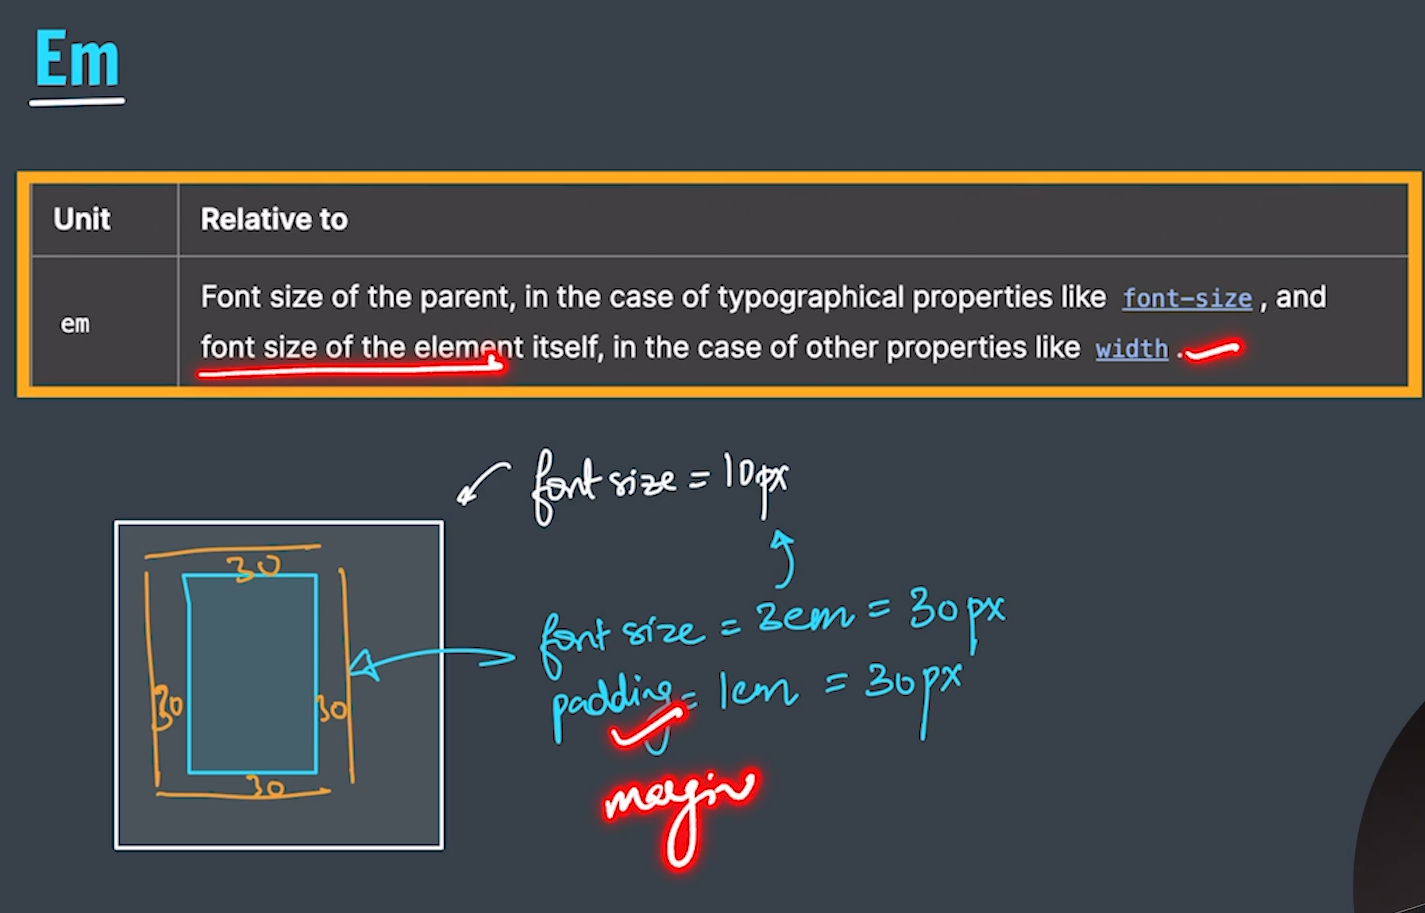 Em
Unit Relative to
em Font size of the parent, in the case of typographical properties like font-size, and
font size of the element itself, in the case of other properties like width.
font size = 10px
30
font size = 3em = 30px
padding = 1em = 30px
30 30
30
margin